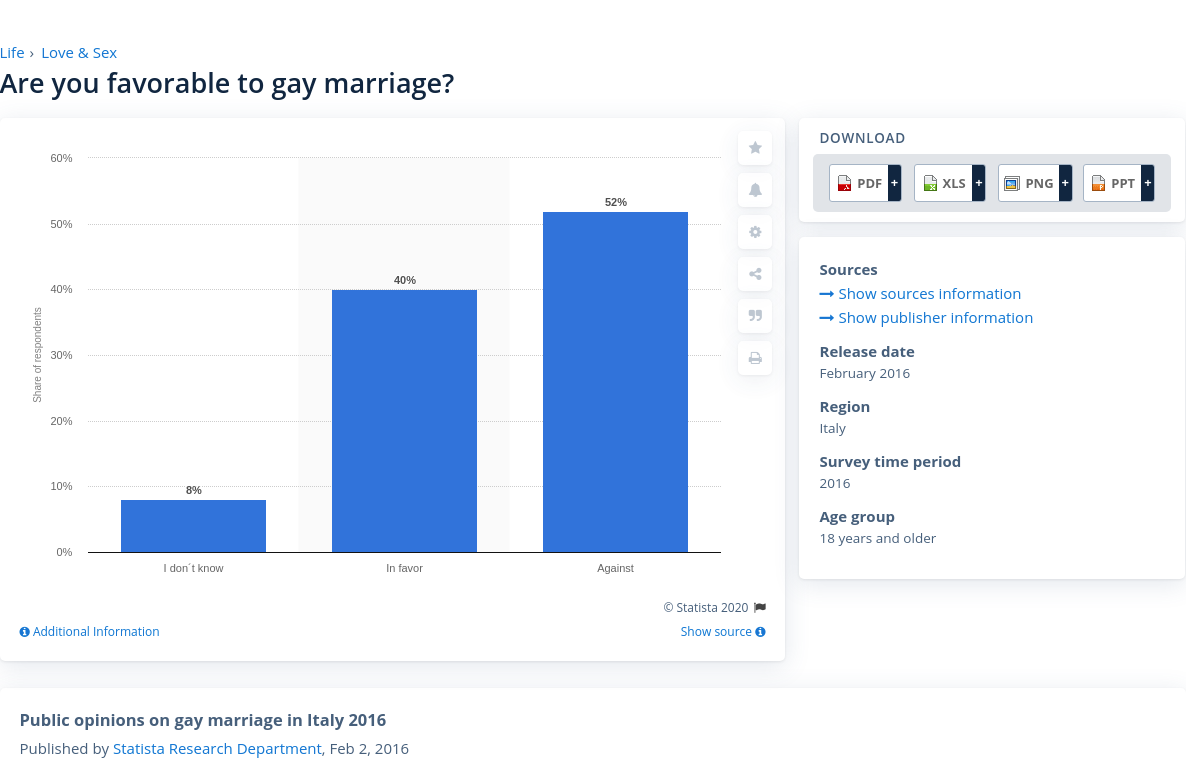 Life › Love & Sex
Are you favorable to gay marriage?
60%
50%
40%
30%
20%
10%
0%
Share of respondents
8%
40%
52%
I don´t know
In favor
Against
© Statista 2020
Additional Information
Show source
DOWNLOAD
PDF +
XLS +
PNG +
PPT +
Sources
Show sources information
Show publisher information
Release date
February 2016
Region
Italy
Survey time period
2016
Age group
18 years and older
Public opinions on gay marriage in Italy 2016
Published by Statista Research Department, Feb 2, 2016